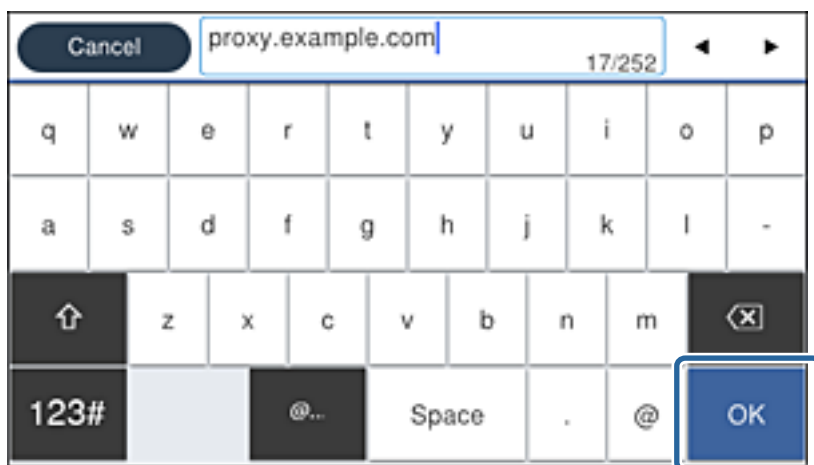 Cancel proxy.example.com
17/252
q w e r t y u i o p
a s d f g h j k l -
z x c v b n m
123# @... Space . @ OK